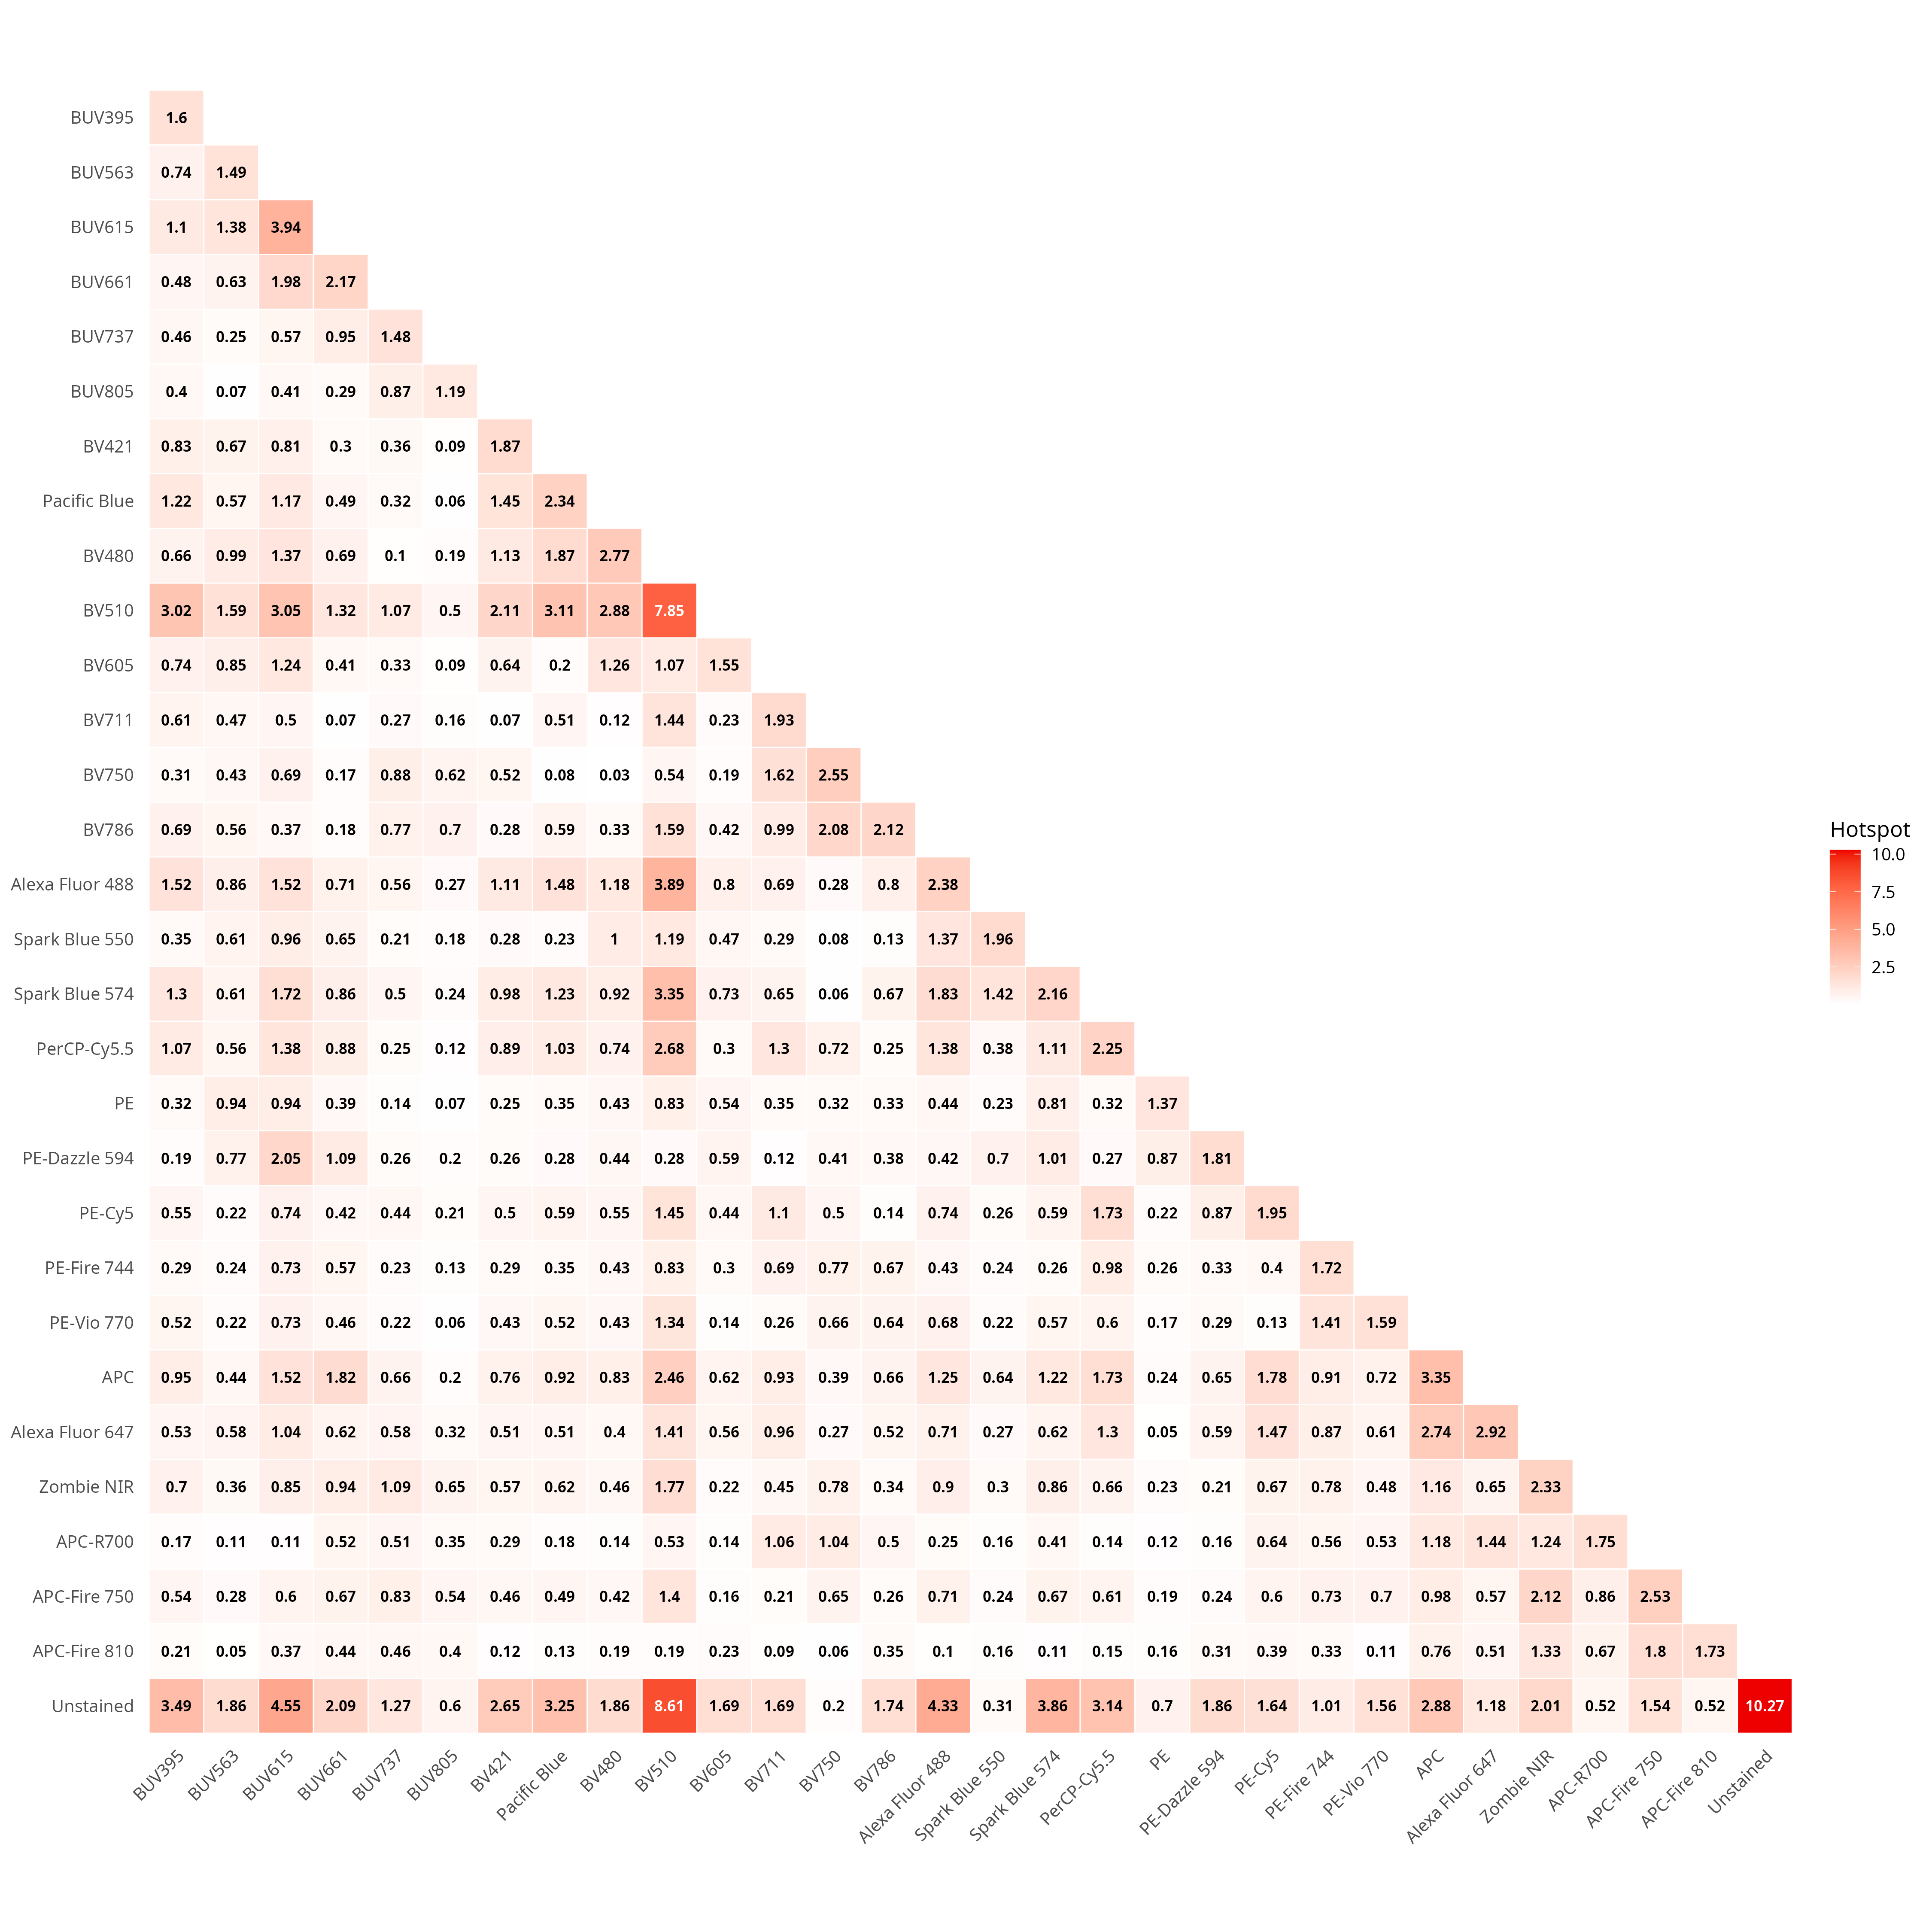 BUV395 1.6
BUV563 0.74 1.49
BUV615 1.1 1.38 3.94
BUV661 0.48 0.63 1.98 2.17
BUV737 0.46 0.25 0.57 0.95 1.48
BUV805 0.4 0.07 0.41 0.29 0.87 1.19
BV421 0.83 0.67 0.81 0.3 0.36 0.09 1.87
Pacific Blue 1.22 0.57 1.17 0.49 0.32 0.06 1.45 2.34
BV480 0.66 0.99 1.37 0.69 0.1 0.19 1.13 1.87 2.77
BV510 3.02 1.59 3.05 1.32 1.07 0.5 2.11 3.11 2.88 7.85
BV605 0.74 0.85 1.24 0.41 0.33 0.09 0.64 0.2 1.26 1.07 1.55
BV711 0.61 0.47 0.5 0.07 0.27 0.16 0.07 0.51 0.12 1.44 0.23 1.93
BV750 0.31 0.43 0.69 0.17 0.88 0.62 0.52 0.08 0.03 0.54 0.19 1.62 2.55
BV786 0.69 0.56 0.37 0.18 0.77 0.7 0.28 0.59 0.33 1.59 0.42 0.99 2.08 2.12
Alexa Fluor 488 1.52 0.86 1.52 0.71 0.56 0.27 1.11 1.48 1.18 3.89 0.8 0.69 0.28 0.8 2.38
Spark Blue 550 0.35 0.61 0.96 0.65 0.21 0.18 0.28 0.23 1 1.19 0.47 0.29 0.08 0.13 1.37 1.96
Spark Blue 574 1.3 0.61 1.72 0.86 0.5 0.24 0.98 1.23 0.92 3.35 0.73 0.65 0.06 0.67 1.83 1.42 2.16
PerCP-Cy5.5 1.07 0.56 1.38 0.88 0.25 0.12 0.89 1.03 0.74 2.68 0.3 1.3 0.72 0.25 1.38 0.38 1.11 2.25
PE 0.32 0.94 0.94 0.39 0.14 0.07 0.25 0.35 0.43 0.83 0.54 0.35 0.32 0.33 0.44 0.23 0.81 0.32 1.37
PE-Dazzle 594 0.19 0.77 2.05 1.09 0.26 0.2 0.26 0.28 0.44 0.28 0.59 0.12 0.41 0.38 0.42 0.7 1.01 0.27 0.87 1.81
PE-Cy5 0.55 0.22 0.74 0.42 0.44 0.21 0.5 0.59 0.55 1.45 0.44 1.1 0.5 0.14 0.74 0.26 0.59 1.73 0.22 0.87 1.95
PE-Fire 744 0.29 0.24 0.73 0.57 0.23 0.13 0.29 0.35 0.43 0.83 0.3 0.69 0.77 0.67 0.43 0.24 0.26 0.98 0.26 0.33 0.4 1.72
PE-Vio 770 0.52 0.22 0.73 0.46 0.22 0.06 0.43 0.52 0.43 1.34 0.14 0.26 0.66 0.64 0.68 0.22 0.57 0.6 0.17 0.29 0.13 1.41 1.59
APC 0.95 0.44 1.52 1.82 0.66 0.2 0.76 0.92 0.83 2.46 0.62 0.93 0.39 0.66 1.25 0.64 1.22 1.73 0.24 0.65 1.78 0.91 0.72 3.35
Alexa Fluor 647 0.53 0.58 1.04 0.62 0.58 0.32 0.51 0.51 0.4 1.41 0.56 0.96 0.27 0.52 0.71 0.27 0.62 1.3 0.05 0.59 1.47 0.87 0.61 2.74 2.92
Zombie NIR 0.7 0.36 0.85 0.94 1.09 0.65 0.57 0.62 0.46 1.77 0.22 0.45 0.78 0.34 0.9 0.3 0.86 0.66 0.23 0.21 0.67 0.78 0.48 1.16 0.65 2.33
APC-R700 0.17 0.11 0.11 0.52 0.51 0.35 0.29 0.18 0.14 0.53 0.14 1.06 1.04 0.5 0.25 0.16 0.41 0.14 0.12 0.16 0.64 0.56 0.53 1.18 1.44 1.24 1.75
APC-Fire 750 0.54 0.28 0.6 0.67 0.83 0.54 0.46 0.49 0.42 1.4 0.16 0.21 0.65 0.26 0.71 0.24 0.67 0.61 0.19 0.24 0.6 0.73 0.7 0.98 0.57 2.12 0.86 2.53
APC-Fire 810 0.21 0.05 0.37 0.44 0.46 0.4 0.12 0.13 0.19 0.19 0.23 0.09 0.06 0.35 0.1 0.16 0.11 0.15 0.16 0.31 0.39 0.33 0.11 0.76 0.51 1.33 0.67 1.8 1.73
Unstained 3.49 1.86 4.55 2.09 1.27 0.6 2.65 3.25 1.86 8.61 1.69 1.69 0.2 1.74 4.33 0.31 3.86 3.14 0.7 1.86 1.64 1.01 1.56 2.88 1.18 2.01 0.52 1.54 0.52 10.27
BUV395 BUV563 BUV615 BUV661 BUV737 BUV805 BV421 Pacific Blue BV480 BV510 BV605 BV711 BV750 BV786 Alexa Fluor 488 Spark Blue 550 Spark Blue 574 PerCP-Cy5.5 PE PE-Dazzle 594 PE-Cy5 PE-Fire 744 PE-Vio 770 APC Alexa Fluor 647 Zombie NIR APC-R700 APC-Fire 750 APC-Fire 810 Unstained
Hotspot
10.0
7.5
5.0
2.5